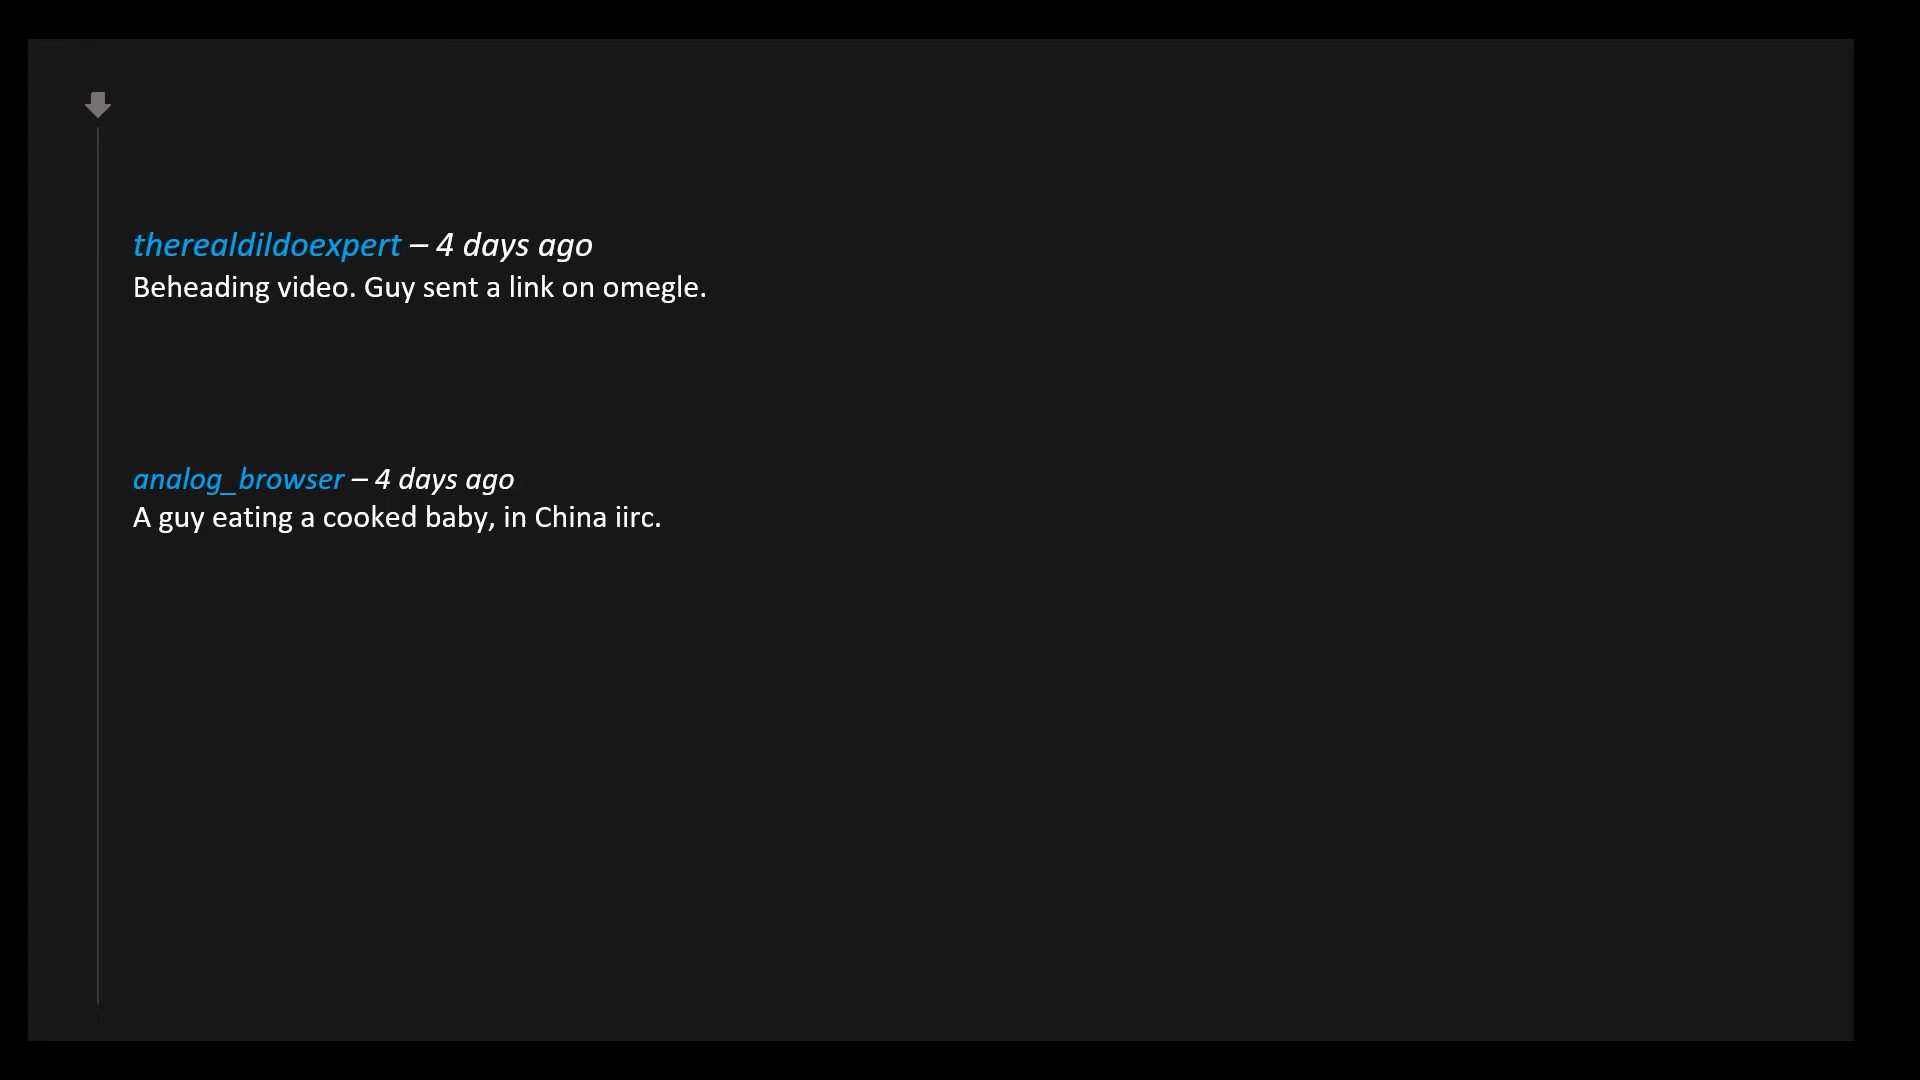 therealdildoexpert – 4 days ago
Beheading video. Guy sent a link on omegle.
analog_browser – 4 days ago
A guy eating a cooked baby, in China iirc.